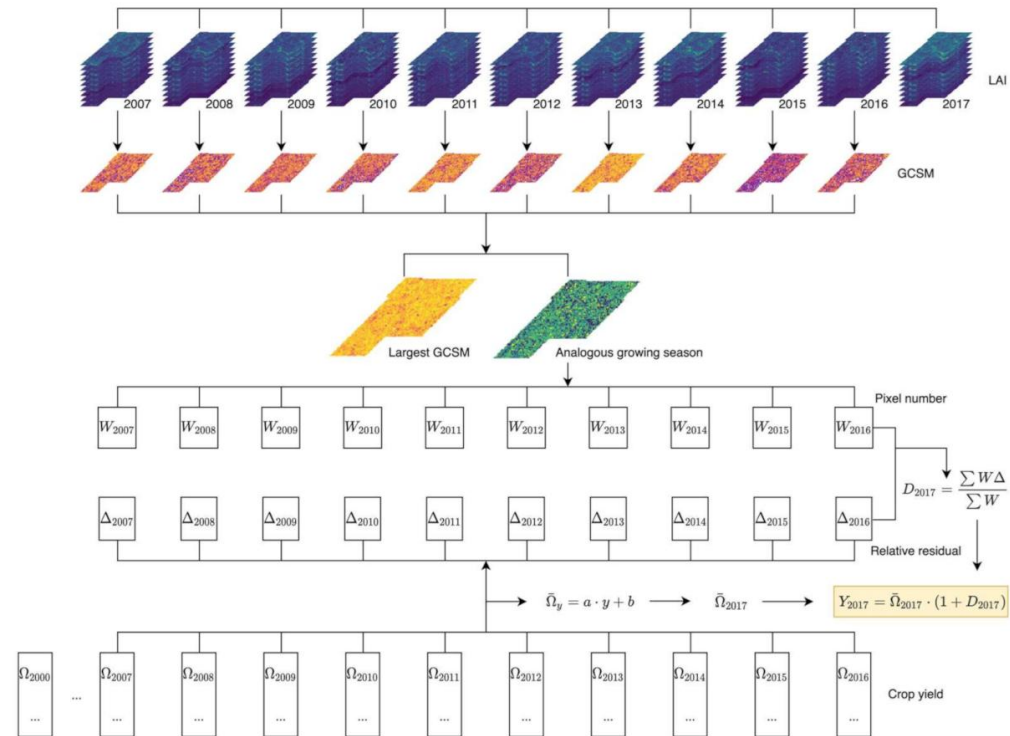 2007 2008 2009 2010 2011 2012 2013 2014 2015 2016 2017
LAI
GCSM
Largest GCSM
Analogous growing season
Pixel number
W₂₀₀₇ W₂₀₀₈ W₂₀₀₉ W₂₀₁₀ W₂₀₁₁ W₂₀₁₂ W₂₀₁₃ W₂₀₁₄ W₂₀₁₅ W₂₀₁₆
D₂₀₁₇ = ∑WΔ / ∑W
Δ₂₀₀₇ Δ₂₀₀₈ Δ₂₀₀₉ Δ₂₀₁₀ Δ₂₀₁₁ Δ₂₀₁₂ Δ₂₀₁₃ Δ₂₀₁₄ Δ₂₀₁₅ Δ₂₀₁₆
Relative residual
Ω̄y = a · y + b
Ω̄₂₀₁₇
Y₂₀₁₇ = Ω̄₂₀₁₇ · (1 + D₂₀₁₇)
Ω₂₀₀₀ ... Ω₂₀₀₇ Ω₂₀₀₈ Ω₂₀₀₉ Ω₂₀₁₀ Ω₂₀₁₁ Ω₂₀₁₂ Ω₂₀₁₃ Ω₂₀₁₄ Ω₂₀₁₅ Ω₂₀₁₆
Crop yield
... ... ... ... ... ... ... ... ... ... ...